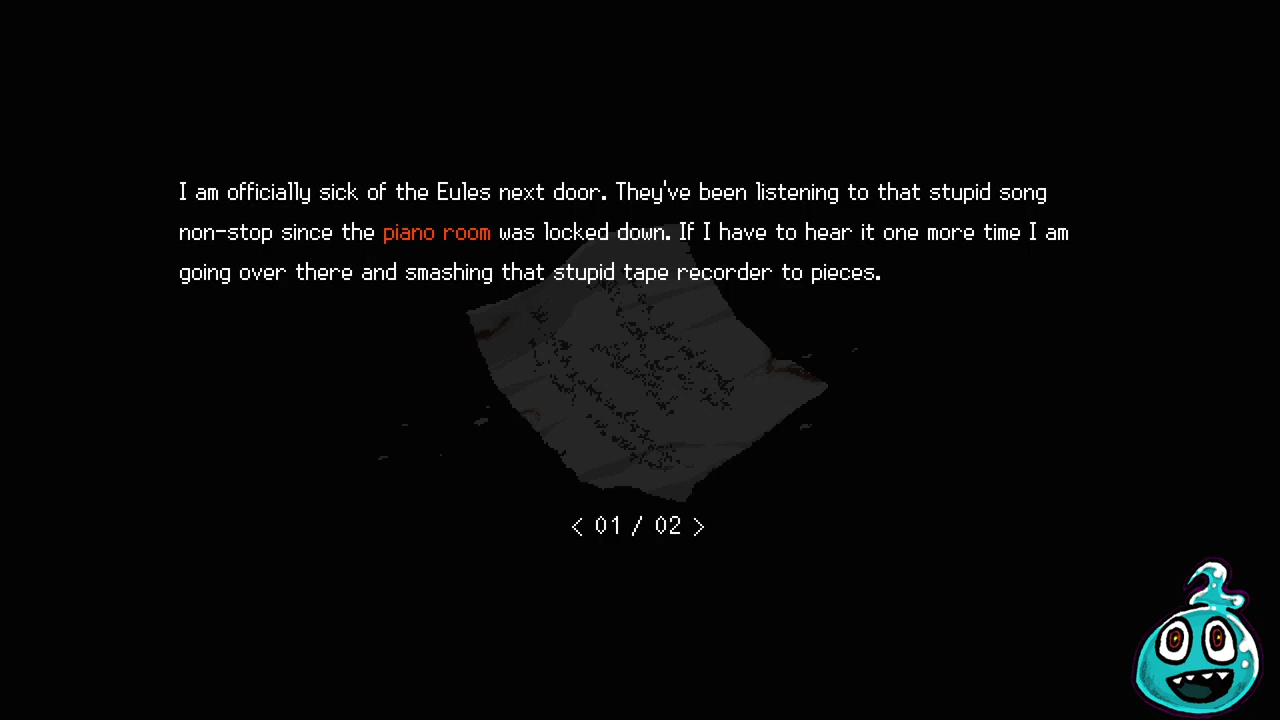 I am officially sick of the Eules next door. They've been listening to that stupid song
non-stop since the piano room was locked down. If I have to hear it one more time I am
going over there and smashing that stupid tape recorder to pieces.
< 01 / 02 >